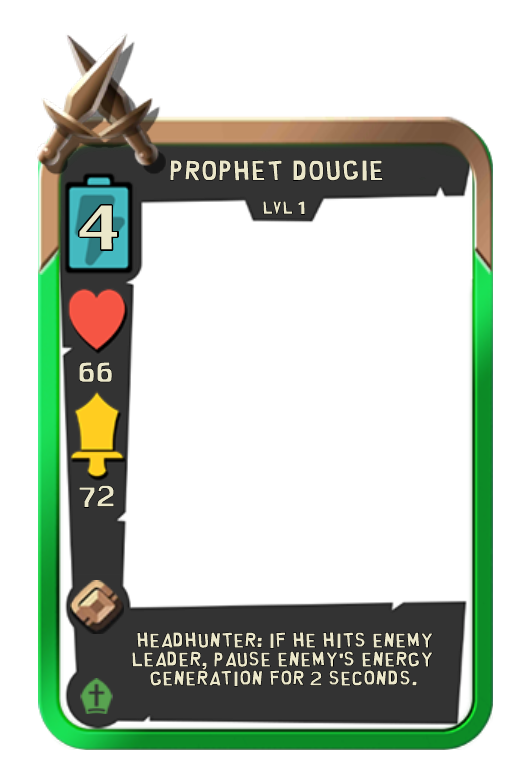 PROPHET DOUGIE
LVL 1
4
66
72
HEADHUNTER: IF HE HITS ENEMY
LEADER, PAUSE ENEMY'S ENERGY
GENERATION FOR 2 SECONDS.